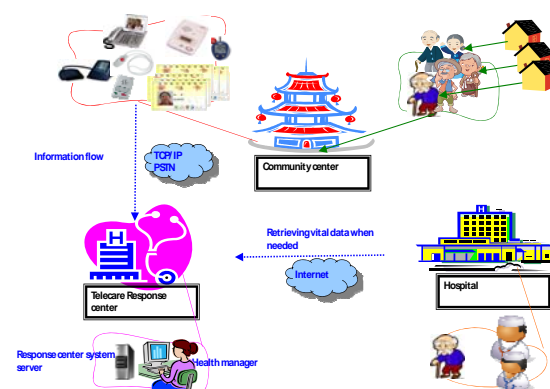 Information flow
TCP/ IP
PSTN
Community center
H
Retrieving vital data when
needed
Internet
H
Telecare Response
center
Hospital
Response center system
server
Health manager